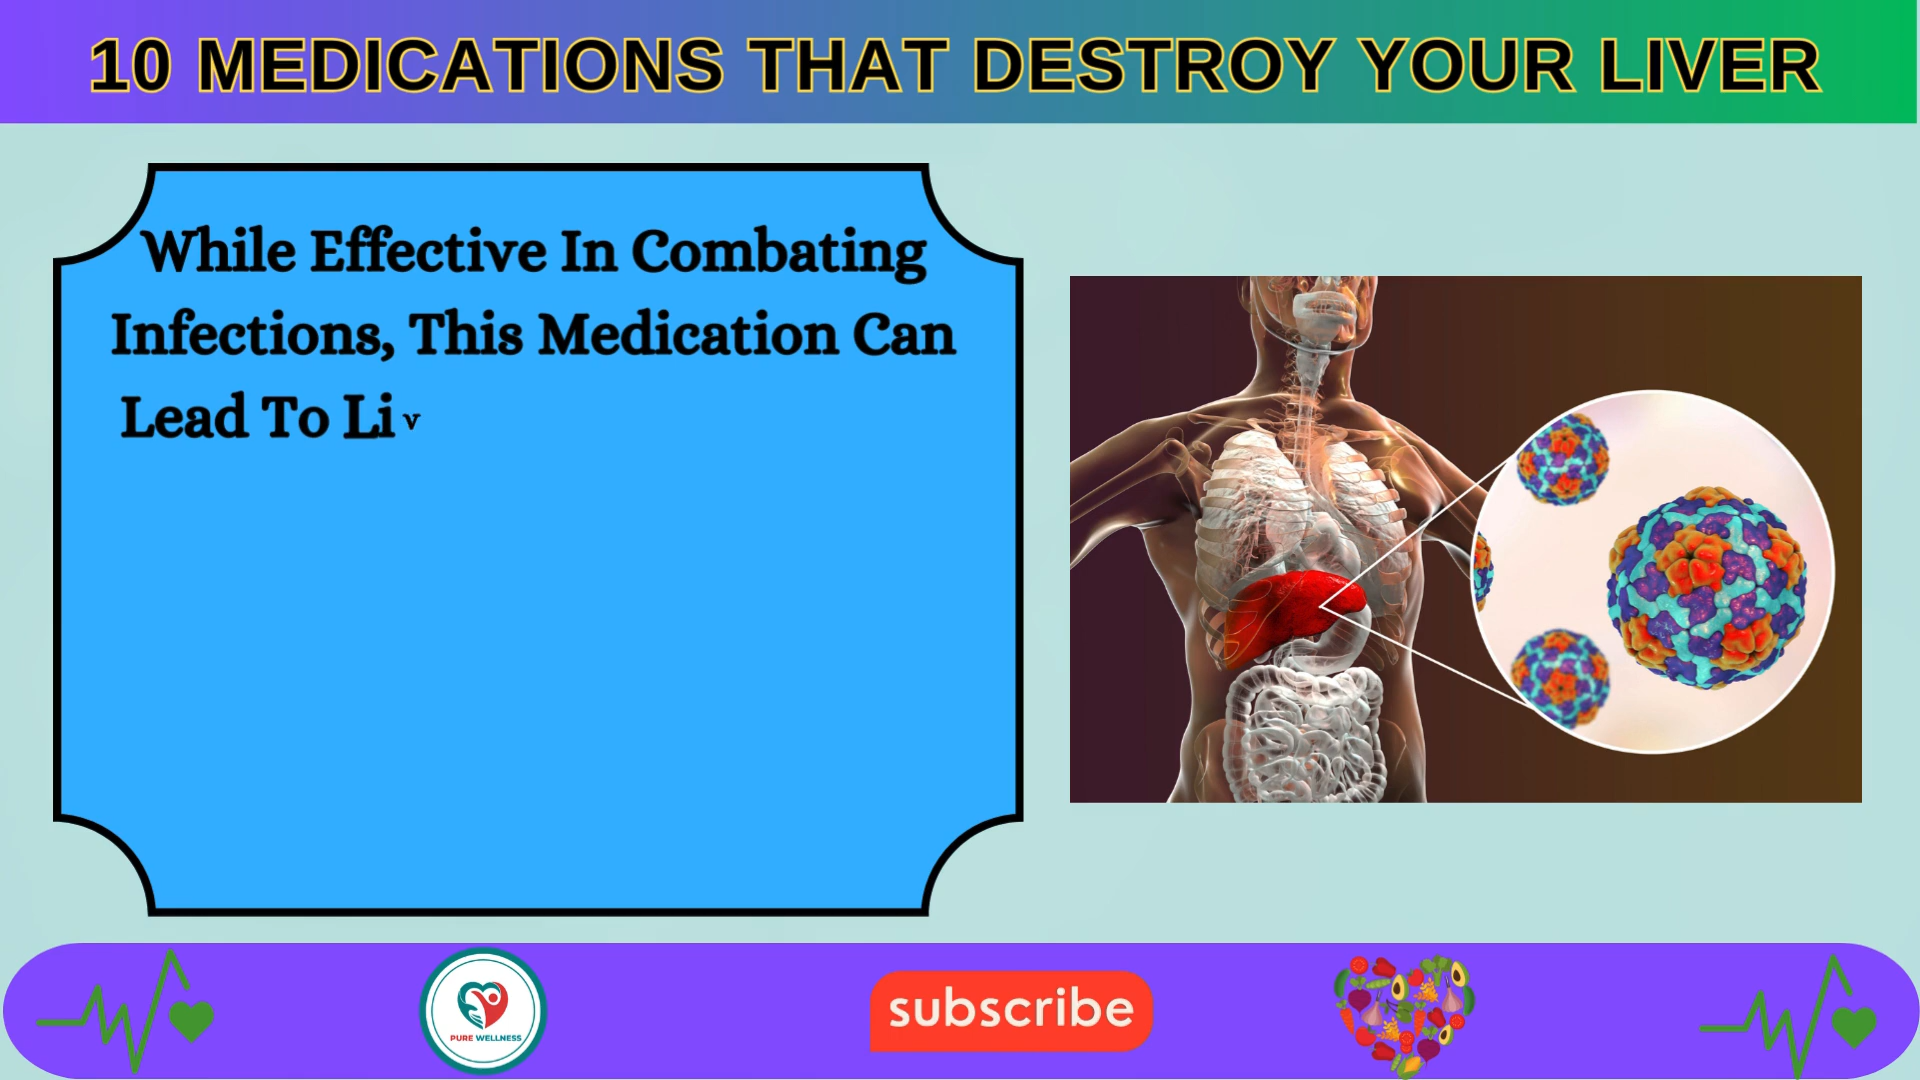 10 MEDICATIONS THAT DESTROY YOUR LIVER
While Effective In Combating
Infections, This Medication Can
Lead To Liv
PURE WELLNESS
subscribe